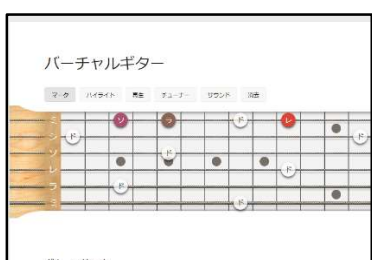 バーチャルギター
マーク ハイライト 再生 チューナー サウンド 消去
ミ ソ ラ ド レ
シ ド ド
ソ ド
レ ド
ラ ド
ミ ド